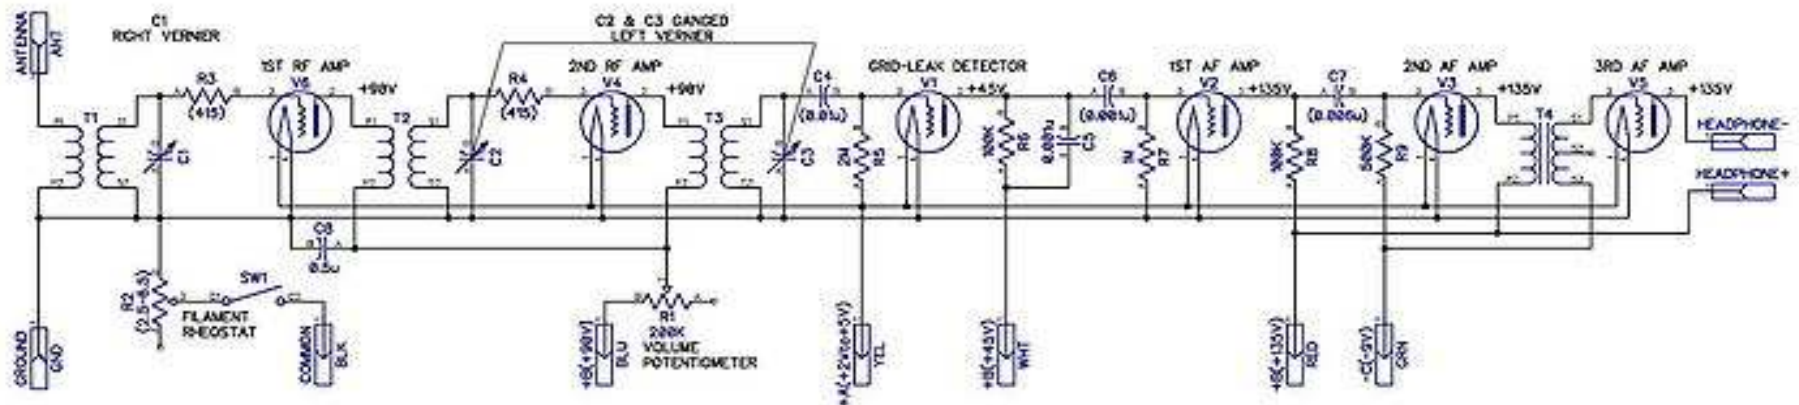 ANTENNA
ANT
C1
RIGHT VERNIER
C2 & C3 GANGED
LEFT VERNIER
R3
(415)
1ST RF AMP
V6
+90V
R4
(415)
2ND RF AMP
V4
+90V
C4
(0.01u)
GRID-LEAK DETECTOR
V1
+45V
C6
(0.001u)
1ST AF AMP
V2
+135V
C7
(0.006u)
2ND AF AMP
V3
+135V
3RD AF AMP
V5
+135V
T1
C1
T2
C2
T3
C3
2M
R5
100K
R6
0.001u
C5
1M
R7
100K
R8
500K
R9
T4
HEADPHONE-
HEADPHONE+
C8
0.5u
R2
SW1
FILAMENT
RHEOSTAT
R1
200K
VOLUME
POTENTIOMETER
GROUND
GND
COMMON
BLK
+B(+90V)
BLU
+A(+2Vto+5V)
YEL
+B(+45V)
WHT
+B(+135V)
RED
-C(-9V)
GRN